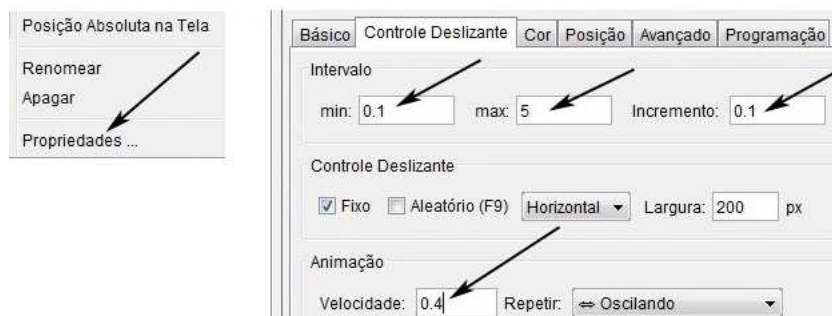 Posição Absoluta na Tela
Renomear
Apagar
Propriedades ...
Básico Controle Deslizante Cor Posição Avançado Programação
Intervalo
min: 0.1 max: 5 Incremento: 0.1
Controle Deslizante
Fixo Aleatório (F9) Horizontal Largura: 200 px
Animação
Velocidade: 0.4 Repetir: ⇔ Oscilando